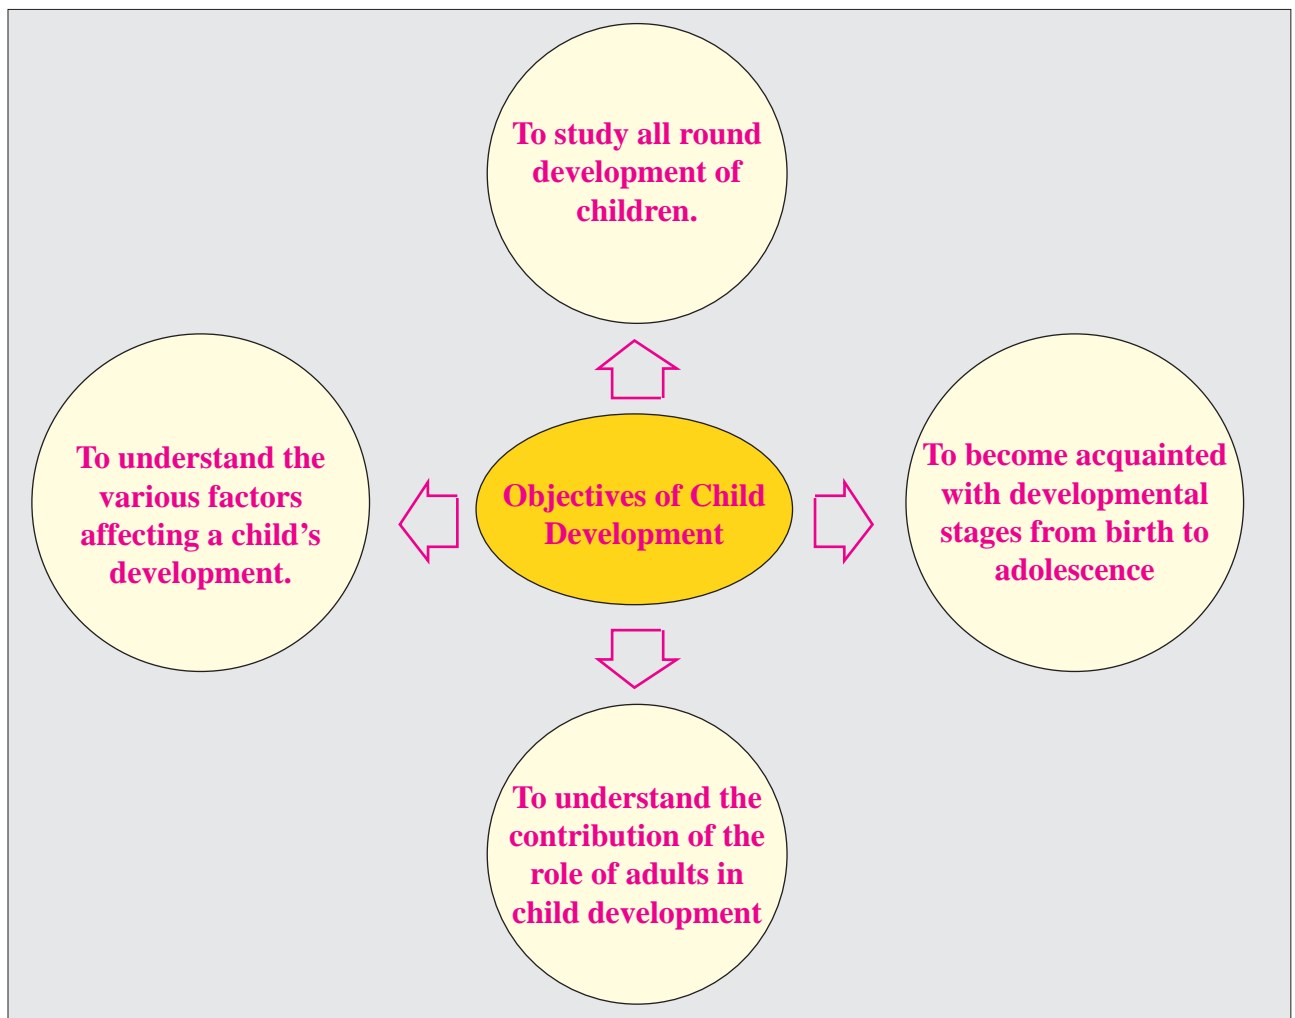 To study all round
development of
children.
To understand the
various factors
affecting a child’s
development.
Objectives of Child
Development
To become acquainted
with developmental
stages from birth to
adolescence
To understand the
contribution of the
role of adults in
child development